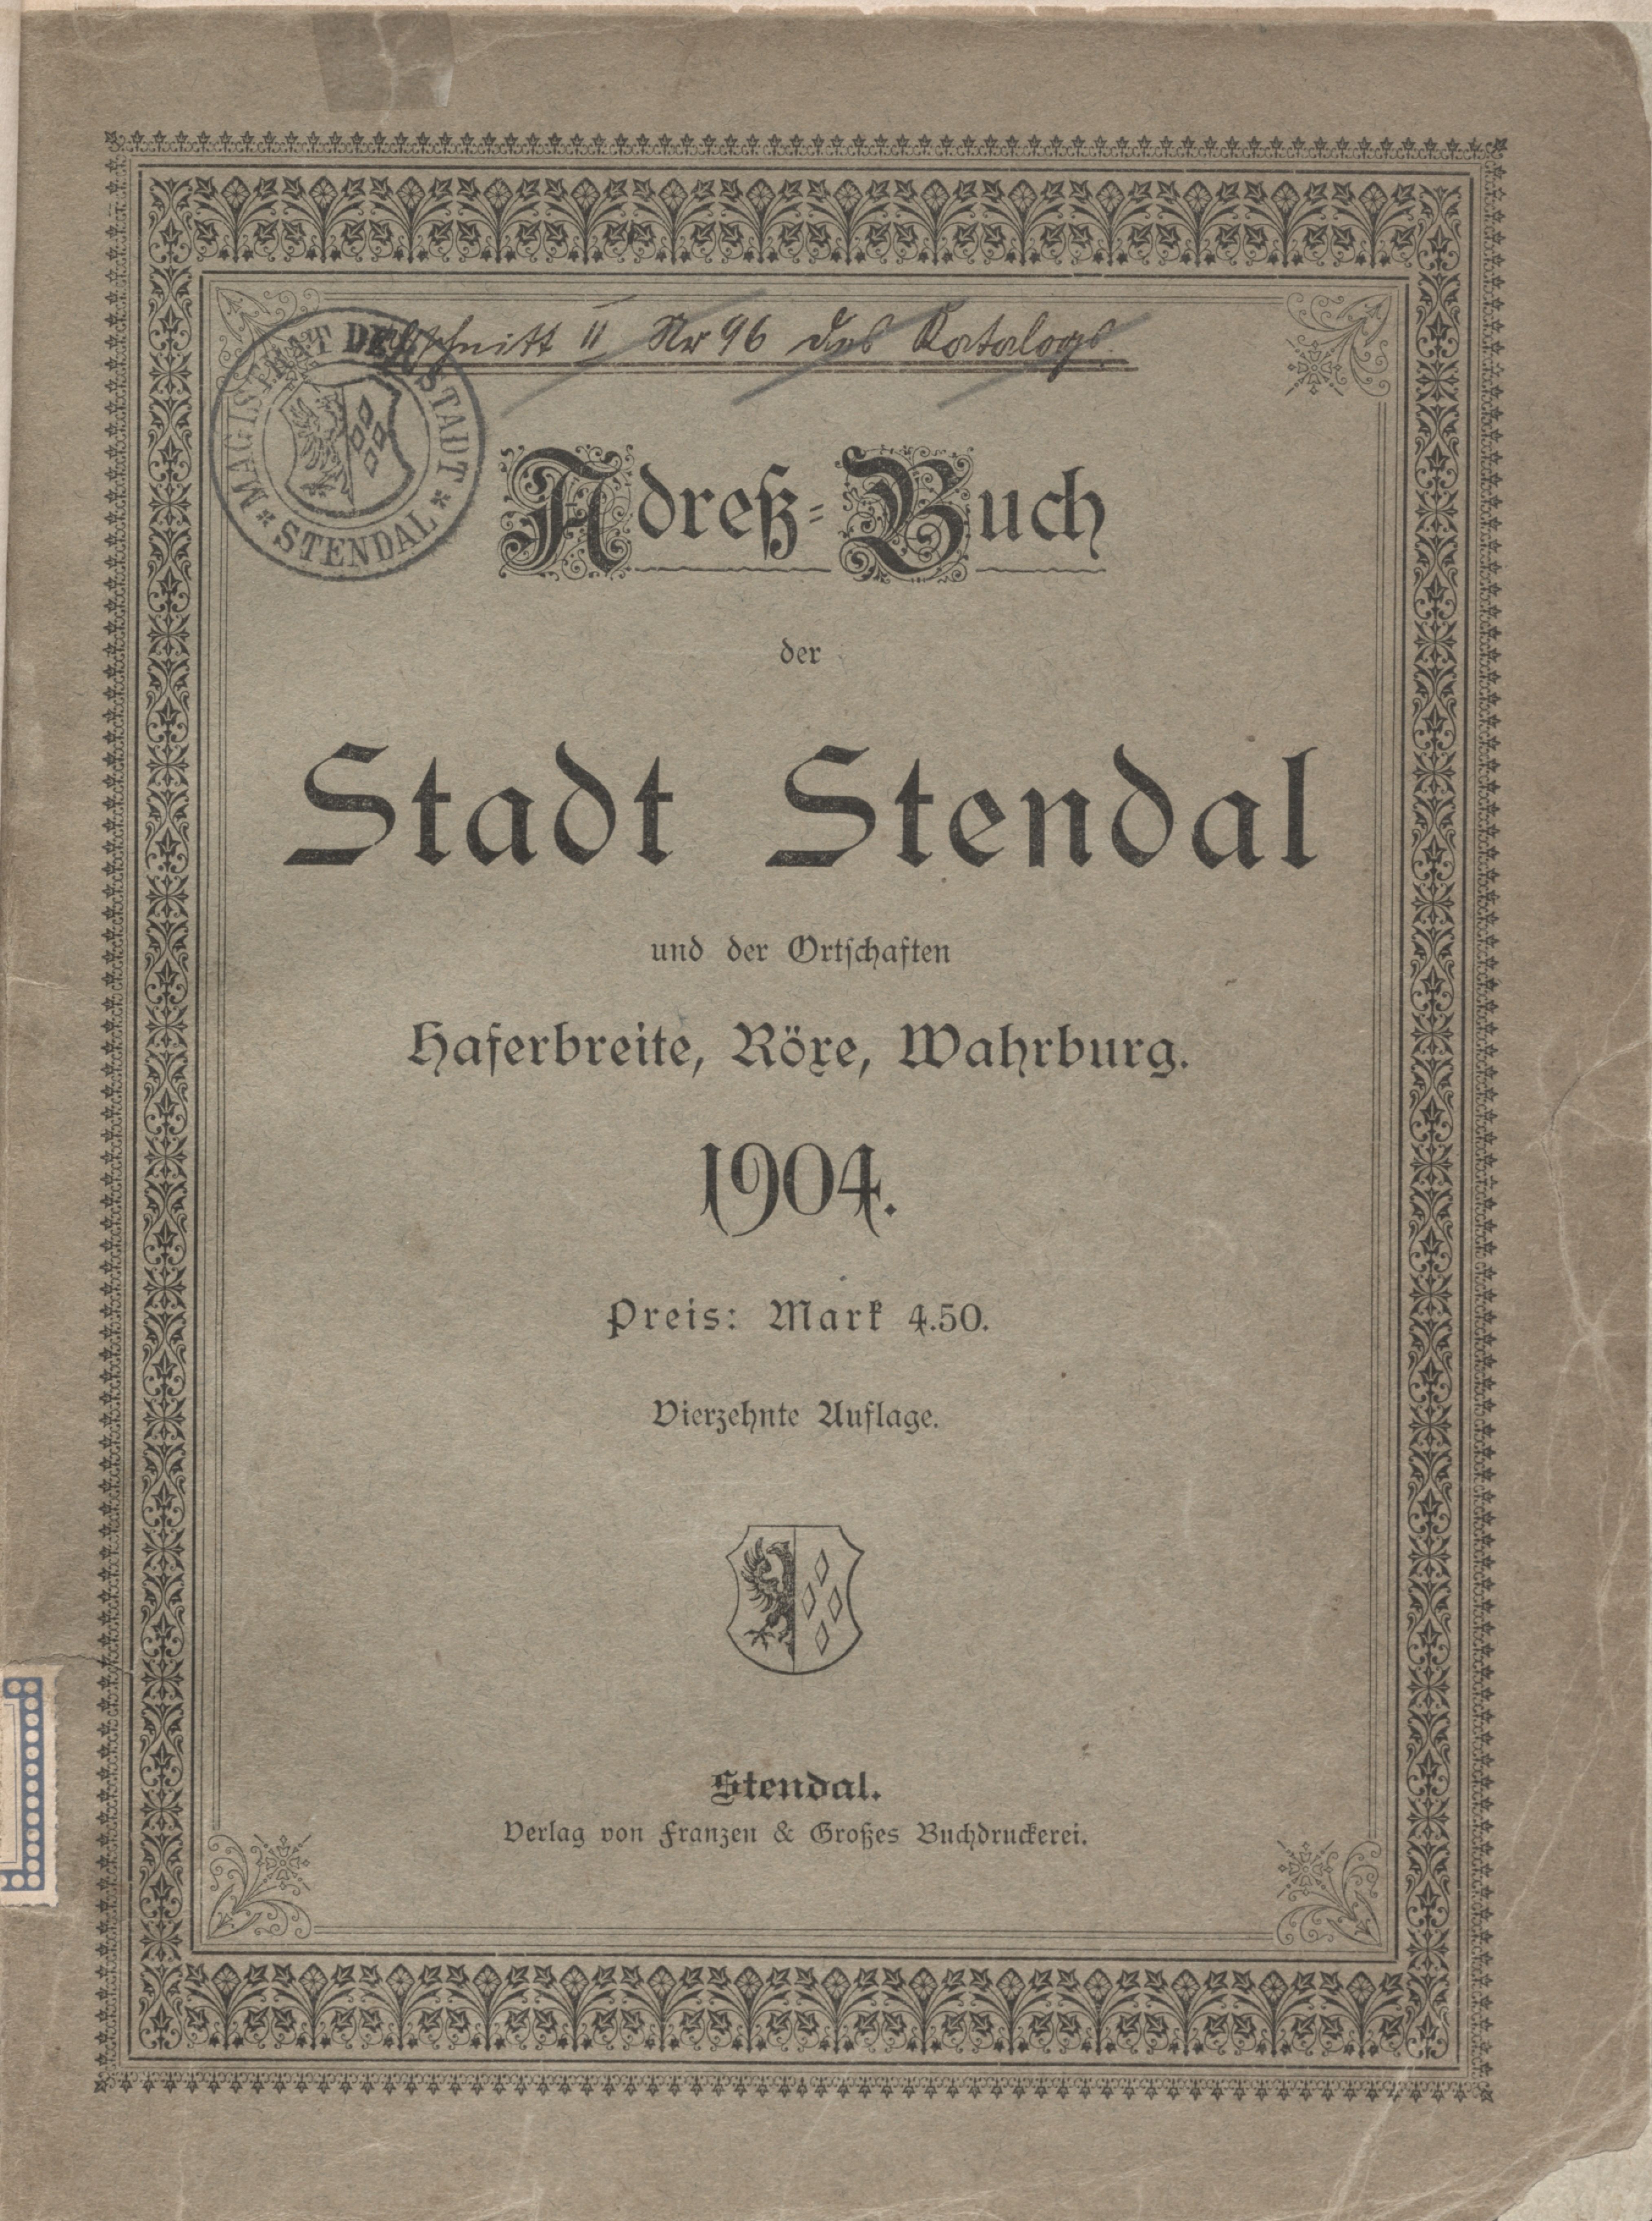 Abschnitt II Nr 96 des Katalogs.
MAGISTRAT DER STADT
STENDAL
Adreß-Buch
der
Stadt Stendal
und der Ortschaften
Haferbreite, Röxe, Wahrburg.
1904.
Preis: Mark 4.50.
Vierzehnte Auflage.
Stendal.
Verlag von Franzen & Großes Buchdruckerei.